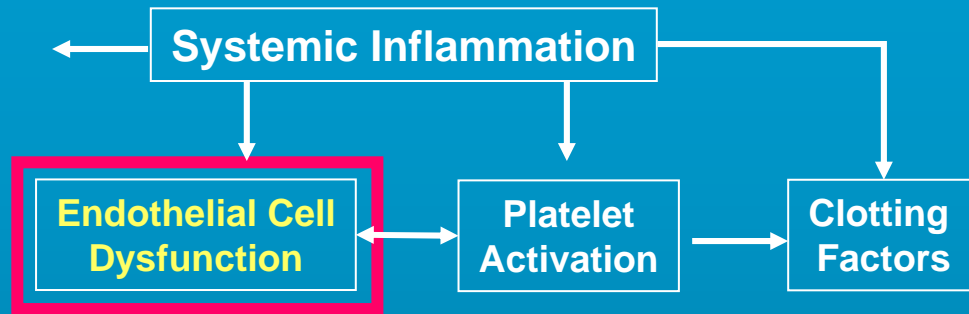 Systemic Inflammation
Endothelial Cell
Dysfunction
Platelet
Activation
Clotting
Factors